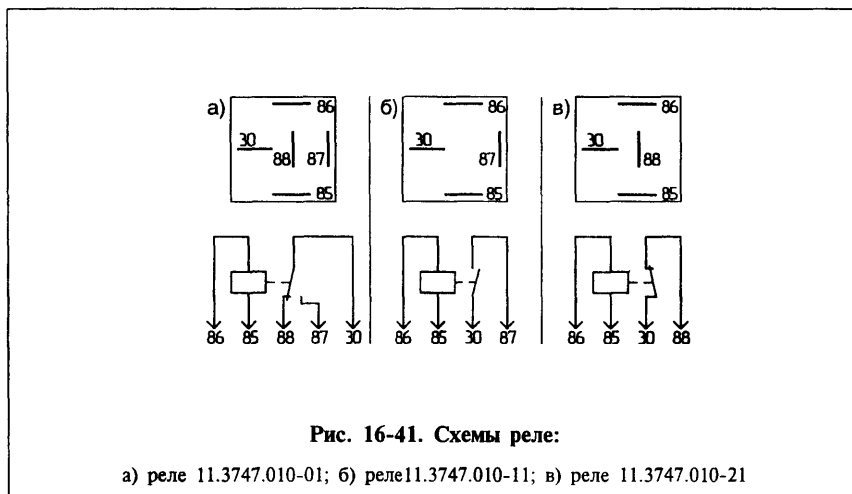 а) 86 б) 86 в) 86
30 88 87 30 87 30 88
85 85 85
86 85 88 87 30 86 85 30 87 86 85 30 88
Рис. 16-41. Схемы реле:
а) реле 11.3747.010-01; б) реле11.3747.010-11; в) реле 11.3747.010-21